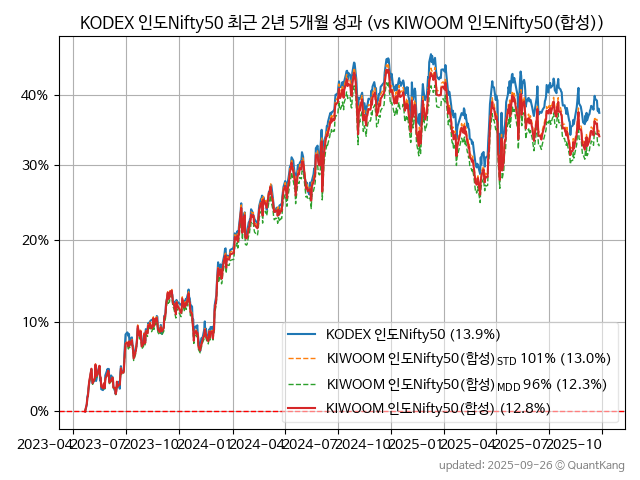 KODEX 인도Nifty50 최근 2년 5개월 성과 (vs KIWOOM 인도Nifty50(합성))
40%
30%
20%
10%
0%
KODEX 인도Nifty50 (13.9%)
KIWOOM 인도Nifty50(합성) STD 101% (13.0%)
KIWOOM 인도Nifty50(합성) MDD 96% (12.3%)
KIWOOM 인도Nifty50(합성) (12.8%)
2023-04 2023-07 2023-10 2024-01 2024-04 2024-07 2024-10 2025-01 2025-04 2025-07 2025-10
updated: 2025-09-26 © QuantKang